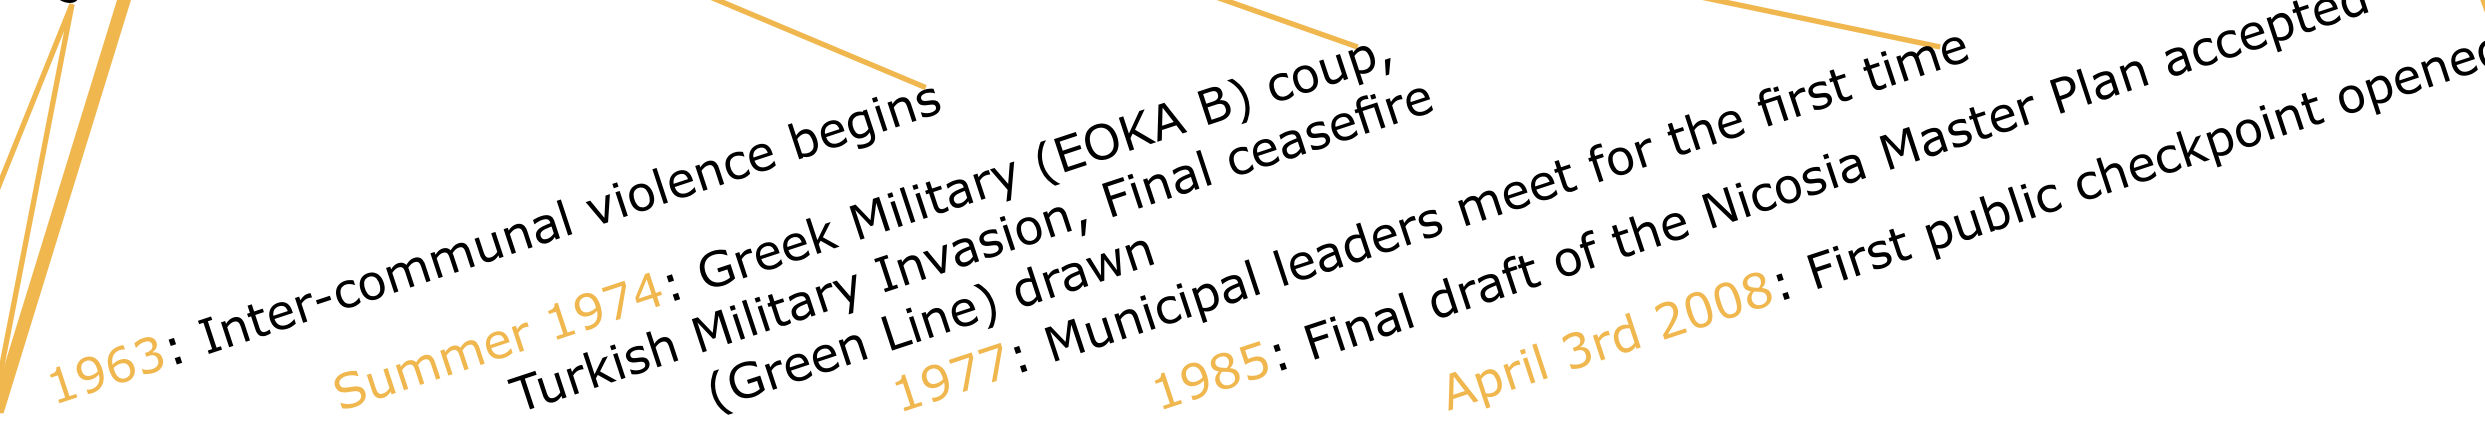 1963: Inter-communal violence begins
Summer 1974: Greek Military (EOKA B) coup,
Turkish Military Invasion, Final ceasefire
(Green Line) drawn
1977: Municipal leaders meet for the first time
1985: Final draft of the Nicosia Master Plan accepted
April 3rd 2008: First public checkpoint opened